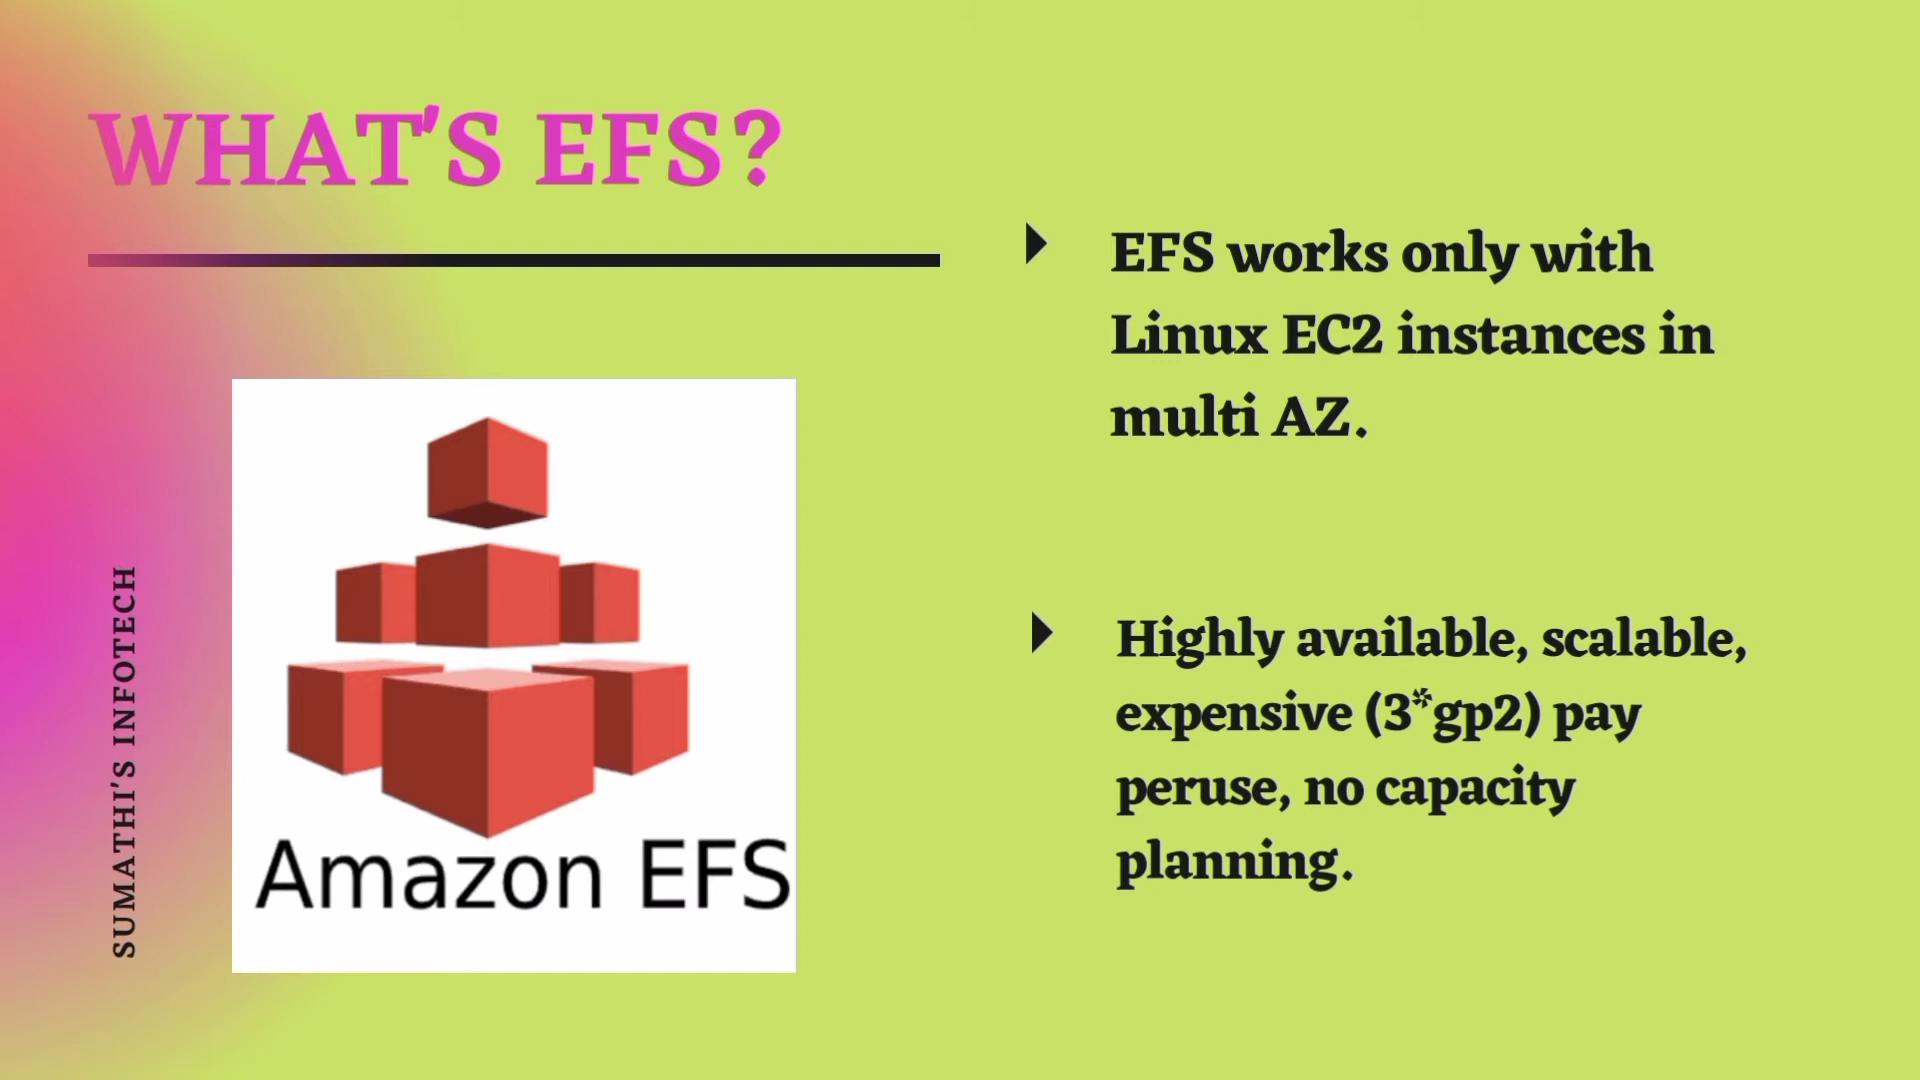 WHAT'S EFS?
SUMATHI'S INFOTECH
Amazon EFS
EFS works only with
Linux EC2 instances in
multi AZ.
Highly available, scalable,
expensive (3*gp2) pay
peruse, no capacity
planning.